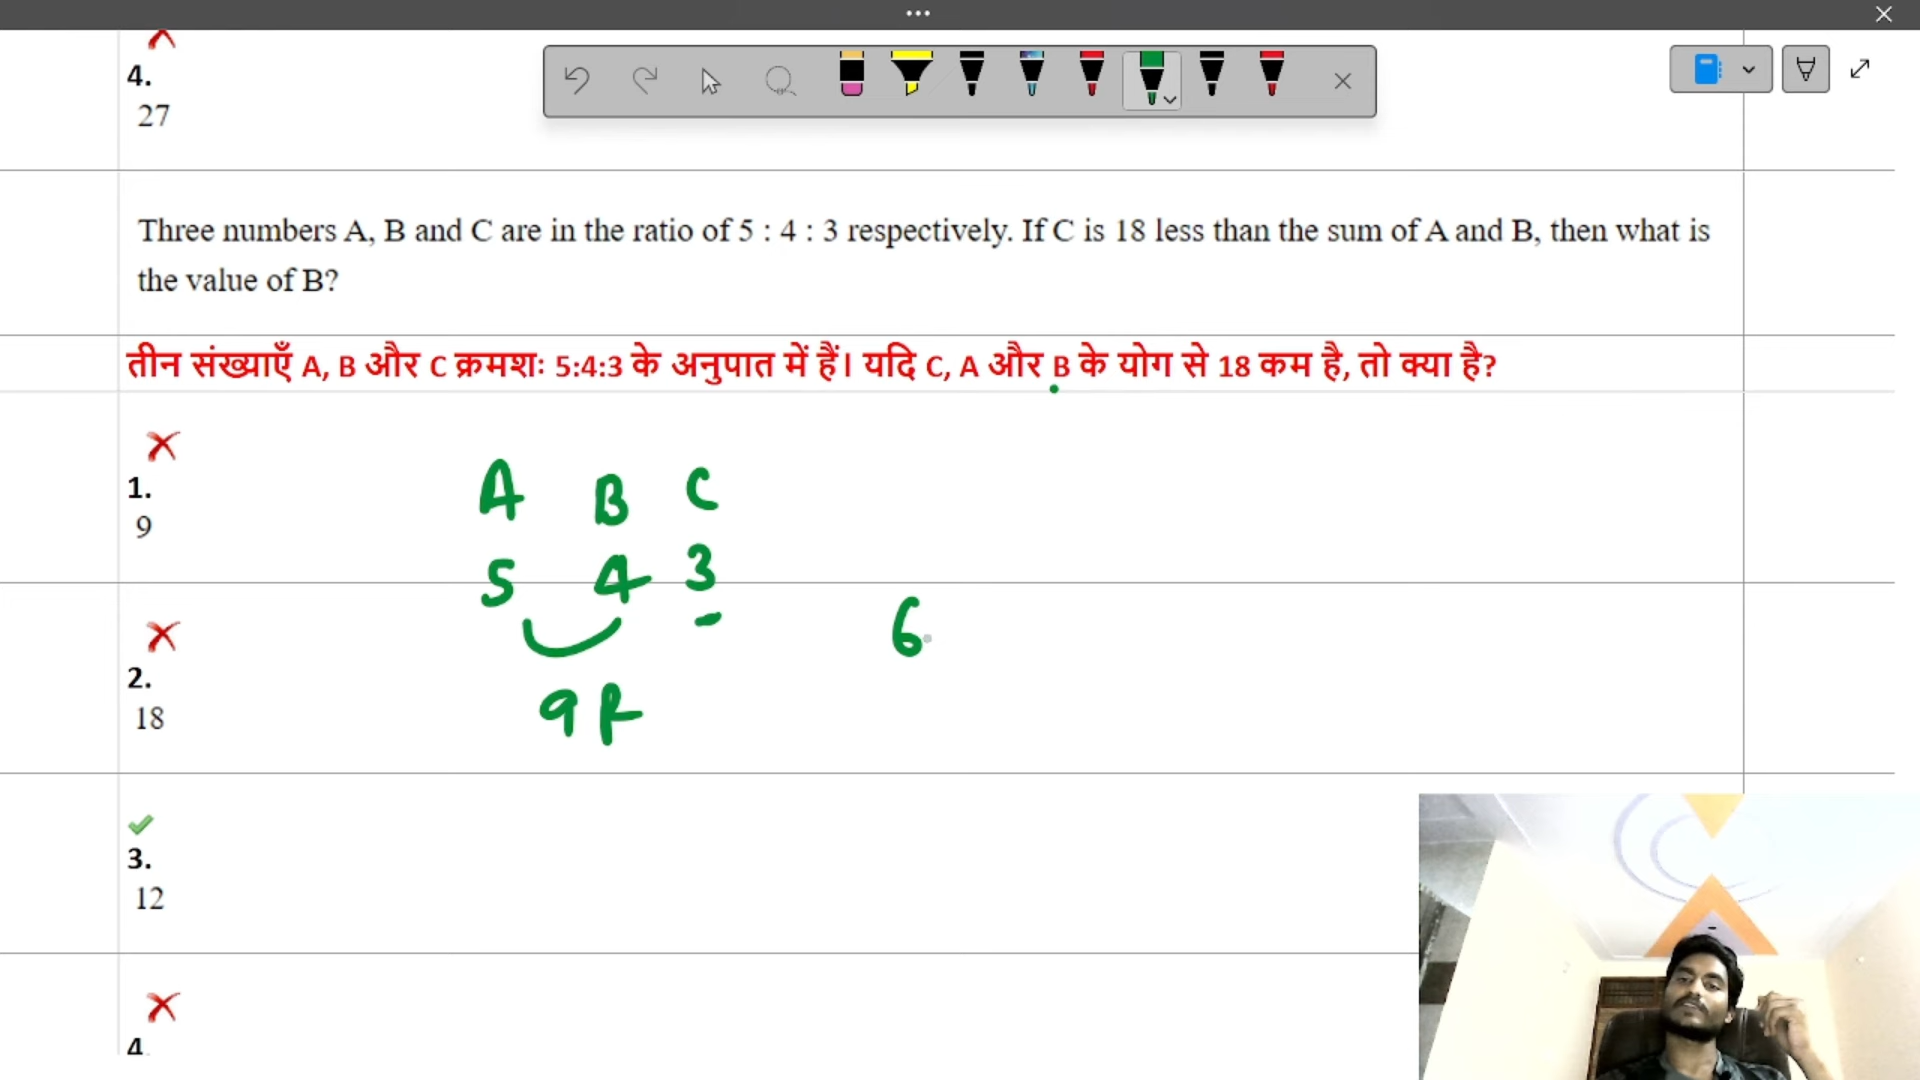 4.
27
Three numbers A, B and C are in the ratio of 5 : 4 : 3 respectively. If C is 18 less than the sum of A and B, then what is
the value of B?
तीन संख्याएँ A, B और C क्रमशः 5:4:3 के अनुपात में हैं। यदि C, A और B के योग से 18 कम है, तो क्या है?
1.
9
A B C
5 4 3
6
2.
18
9 R
3.
12
4.